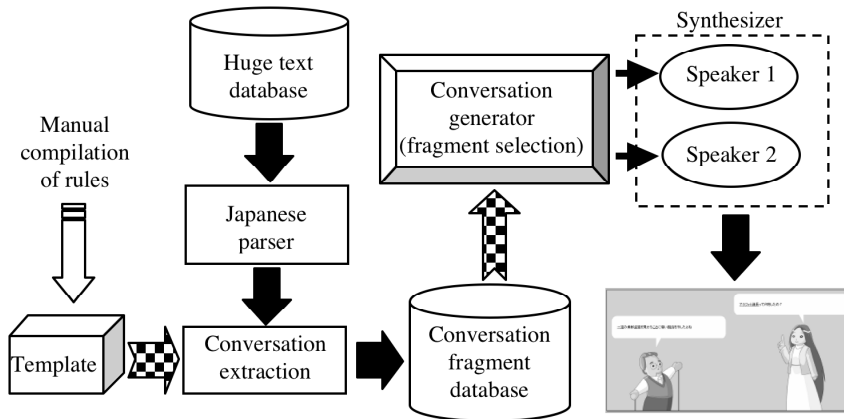 Synthesizer
Huge text
database
Conversation
generator
(fragment selection)
Speaker 1
Speaker 2
Manual
compilation
of rules
Japanese
parser
Template
Conversation
extraction
Conversation
fragment
database